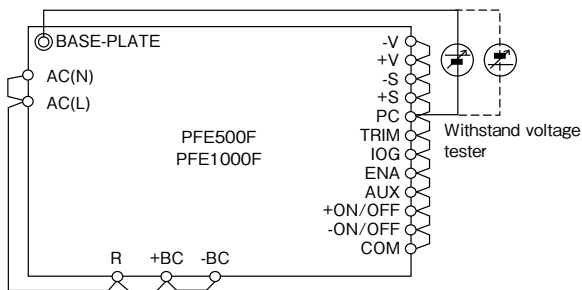 BASE-PLATE
AC(N)
AC(L)
PFE500F
PFE1000F
-V
+V
-S
+S
PC
TRIM
IOG
ENA
AUX
+ON/OFF
-ON/OFF
COM
Withstand voltage
tester
R
+BC
-BC